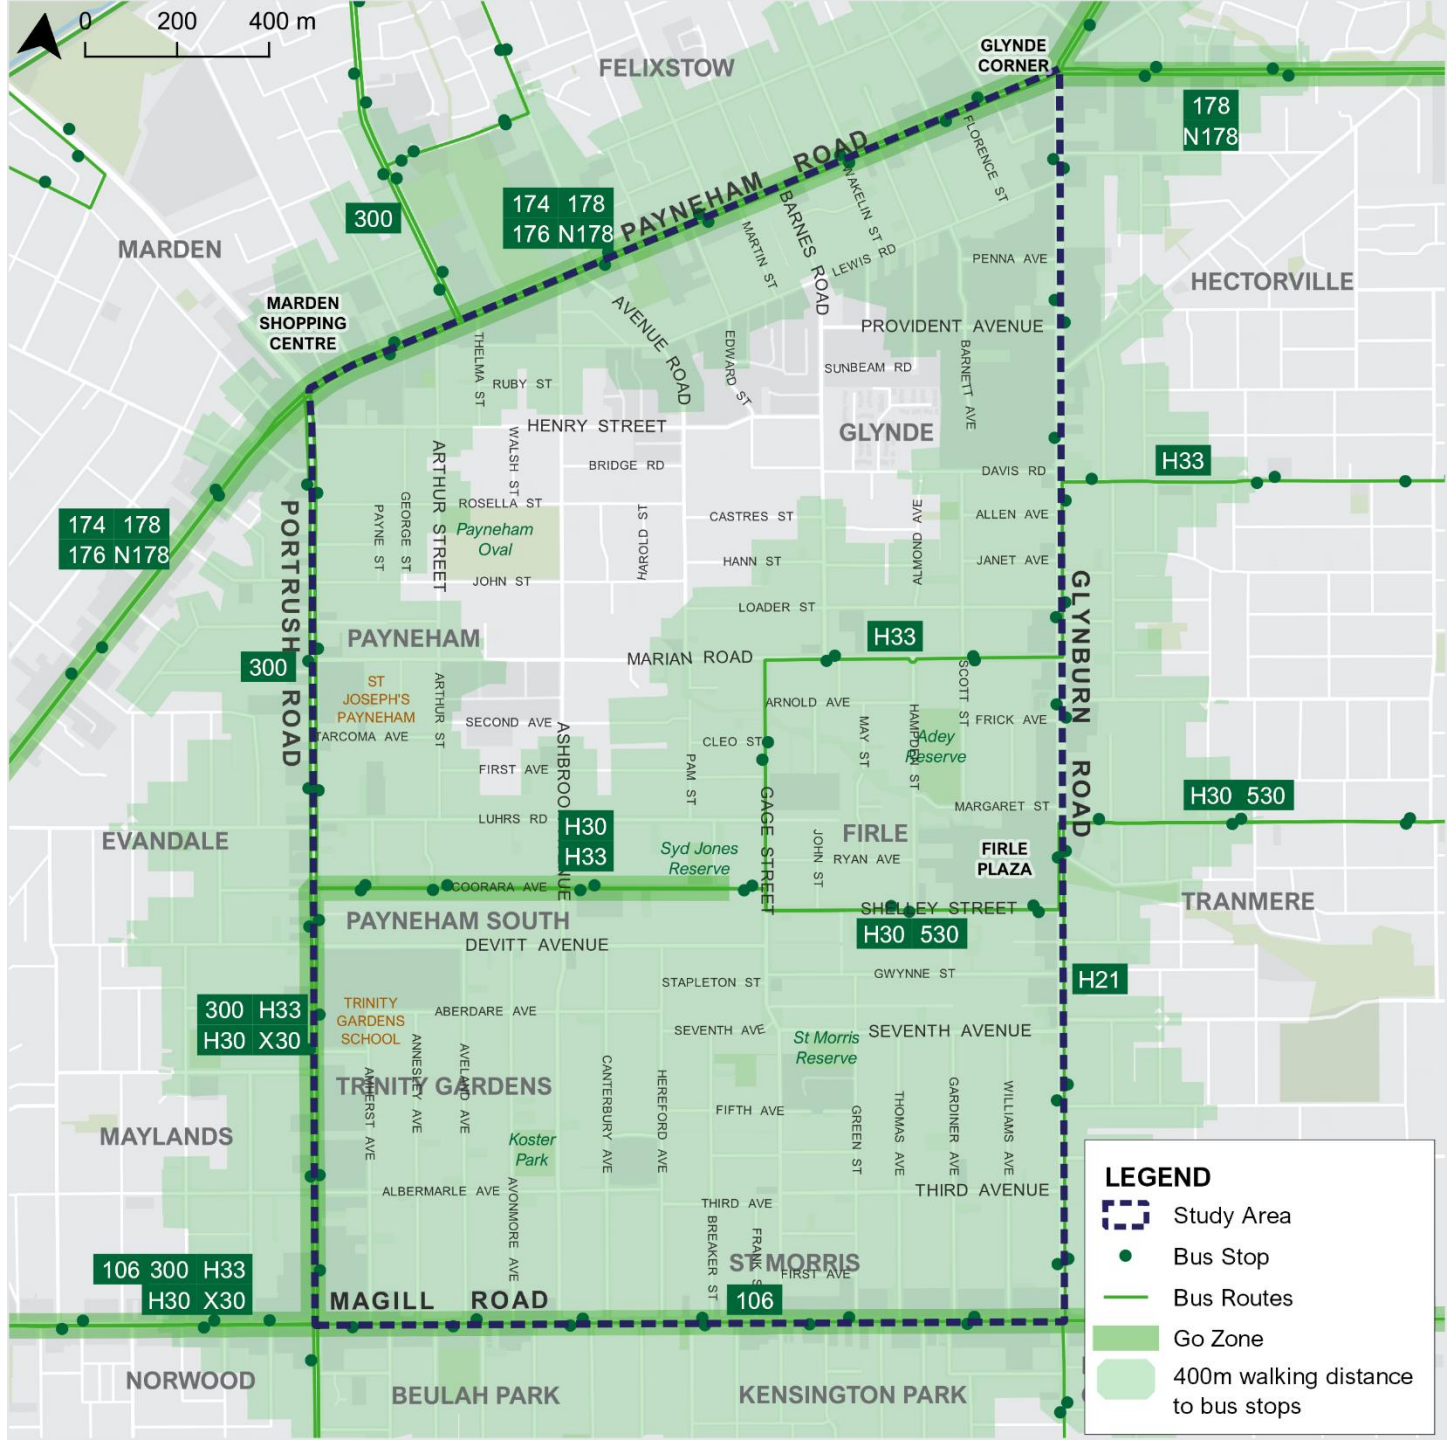 0 200 400 m
FELIXSTOW
GLYNDE
CORNER
178
N178
300
174 178
176 N178
PAYNEHAM ROAD
FLORENCE ST
WAKELIN ST
BARNES ROAD
MARTIN ST
LEWIS RD
PENNA AVE
MARDEN
HECTORVILLE
MARDEN
SHOPPING
CENTRE
AVENUE ROAD
PROVIDENT AVENUE
THELMA ST
EDWARD ST
BARNETT AVE
SUNBEAM RD
RUBY ST
HENRY STREET
GLYNDE
WALSH ST
ARTHUR STREET
BRIDGE RD
DAVIS RD
H33
174 178
176 N178
PORTRUSH ROAD
PAYNE ST
GEORGE ST
ROSELLA ST
Payneham
Oval
HAROLD ST
CASTRES ST
ALMOND AVE
ALLEN AVE
HANN ST
JANET AVE
JOHN ST
GLYNBURN ROAD
LOADER ST
PAYNEHAM
H33
300
MARIAN ROAD
ST
JOSEPH'S
PAYNEHAM
ARTHUR ST
SCOTT ST
ARNOLD AVE
SECOND AVE
MAY ST
HAMPDEN ST
FRICK AVE
TARCOMA AVE
CLEO ST
Adey
Reserve
FIRST AVE
PAM ST
H30 530
MARGARET ST
GAGE STREET
LUHRS RD
H30
H33
EVANDALE
FIRLE
JOHN ST
Syd Jones
Reserve
RYAN AVE
FIRLE
PLAZA
COORARA AVE
TRANMERE
SHELLEY STREET
PAYNEHAM SOUTH
H30 530
DEVITT AVENUE
GWYNNE ST
H21
STAPLETON ST
300 H33
H30 X30
TRINITY
GARDENS
SCHOOL
ABERDARE AVE
SEVENTH AVE
SEVENTH AVENUE
St Morris
Reserve
ANNESLEY AVE
AVELAND AVE
AMHERST AVE
TRINITY GARDENS
CANTERBURY AVE
HEREFORD AVE
FIFTH AVE
GREEN ST
THOMAS AVE
GARDINER AVE
WILLIAMS AVE
MAYLANDS
Koster
Park
ALBERMARLE AVE
AVONMORE AVE
THIRD AVE
THIRD AVENUE
BREAKER ST
ST MORRIS
FIRST AVE
106 300 H33
H30 X30
MAGILL ROAD
106
NORWOOD
BEULAH PARK
KENSINGTON PARK
LEGEND
Study Area
Bus Stop
Bus Routes
Go Zone
400m walking distance
to bus stops